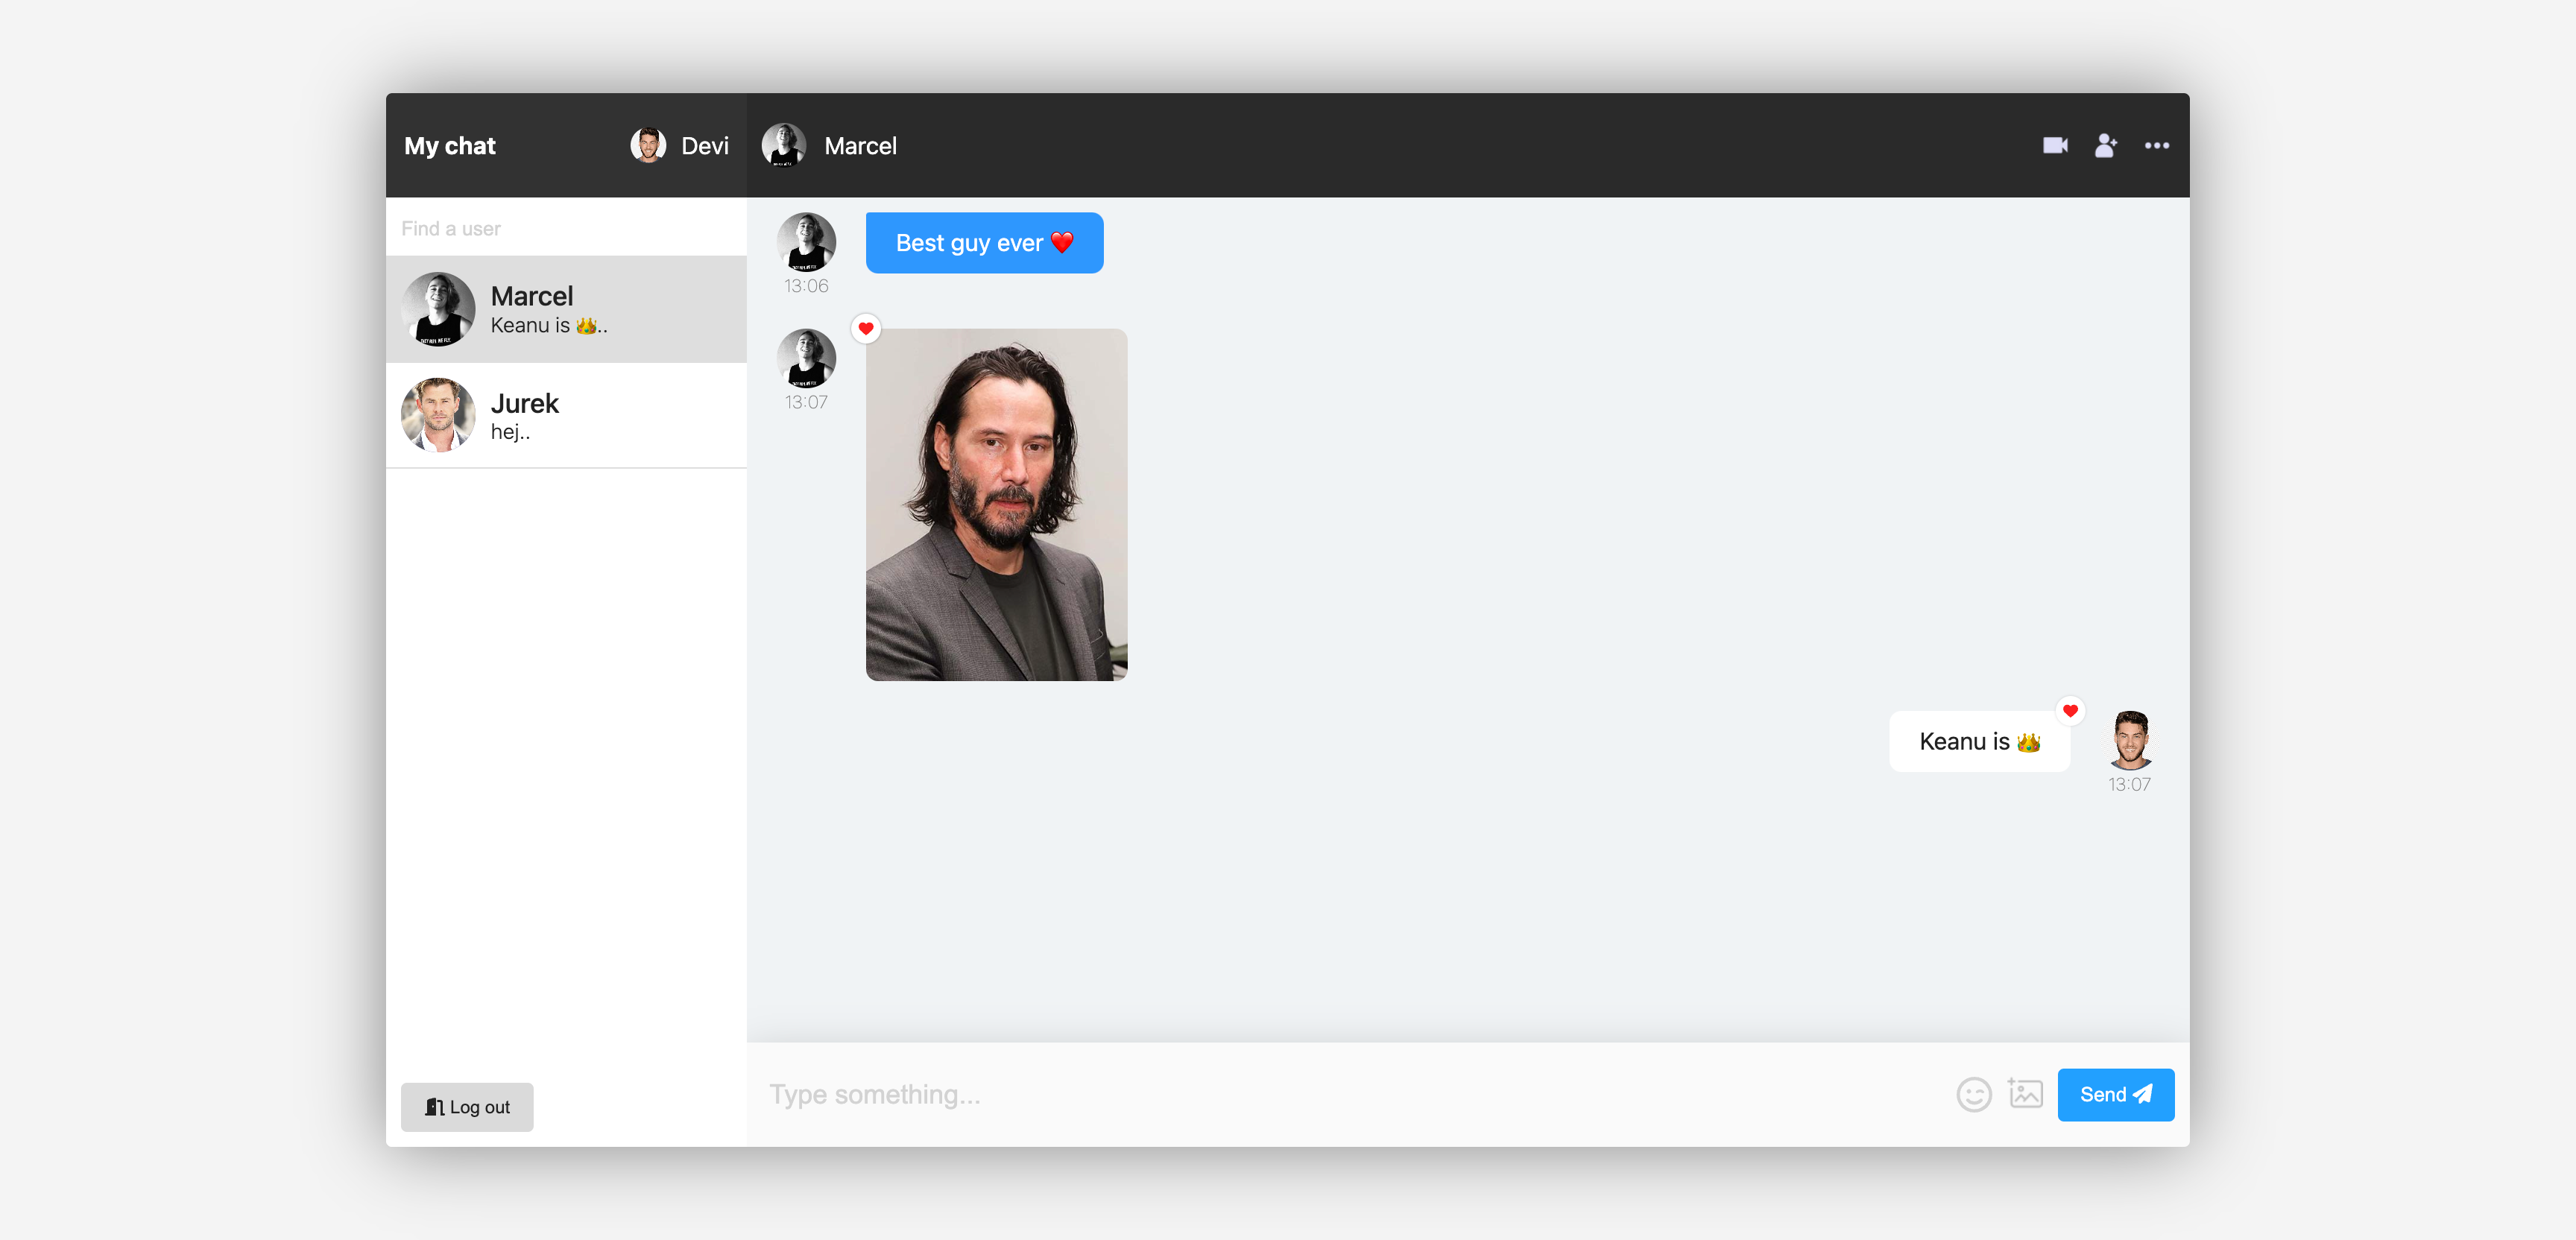 My chat
Devi
Marcel
Find a user
Marcel
Keanu is 👑..
Jurek
hej..
Log out
Best guy ever ❤️
13:06
13:07
Keanu is 👑
13:07
Type something...
Send